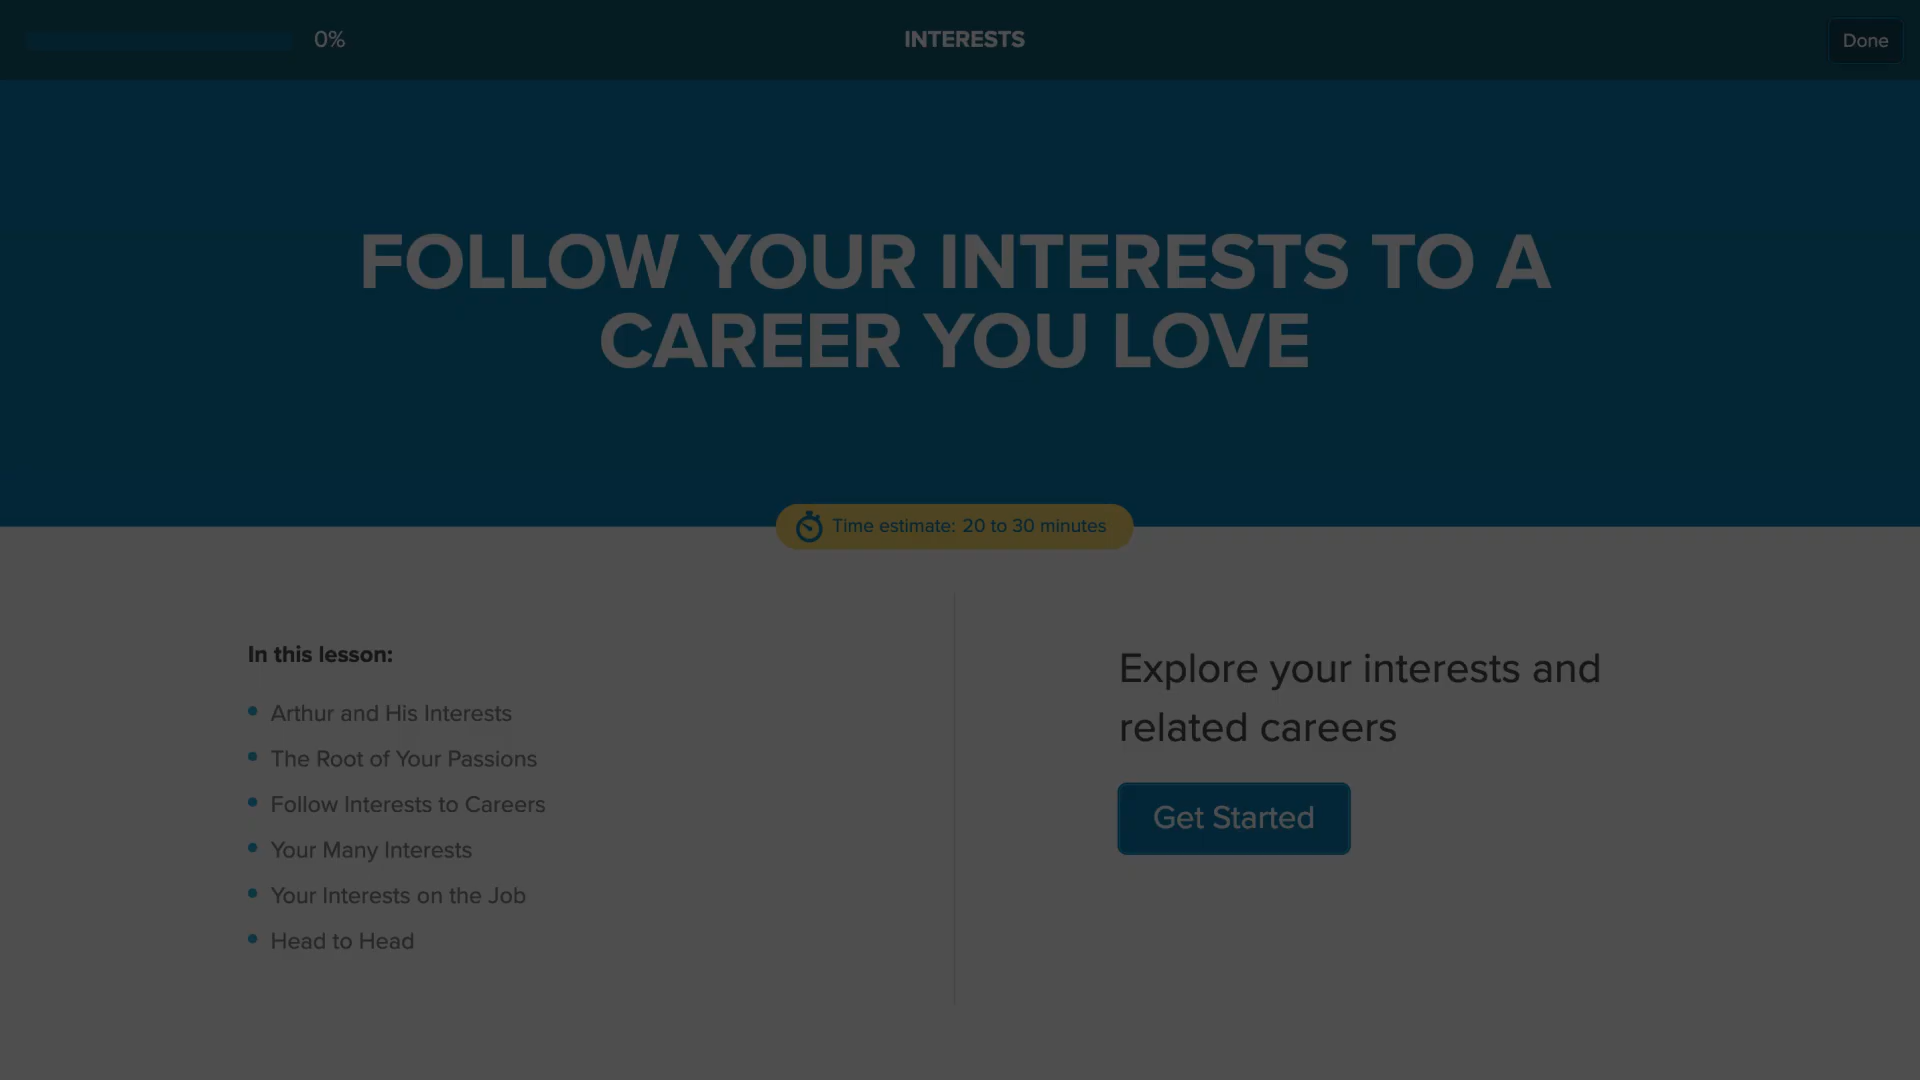 0%
INTERESTS
Done
FOLLOW YOUR INTERESTS TO A
CAREER YOU LOVE
Time estimate: 20 to 30 minutes
In this lesson:
Arthur and His Interests
The Root of Your Passions
Follow Interests to Careers
Your Many Interests
Your Interests on the Job
Head to Head
Explore your interests and
related careers
Get Started